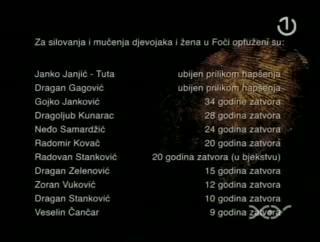 1
Za silovanja i mučenja djevojaka i žena u Foči optuženi su:
Janko Janjić - Tuta ubijen prilikom hapšenja
Dragan Gagović ubijen prilikom hapšenja
Gojko Janković 34 godine zatvora
Dragoljub Kunarac 28 godina zatvora
Neđo Samardžić 24 godina zatvora
Radomir Kovač 20 godina zatvora
Radovan Stanković 20 godina zatvora (u bjekstvu)
Dragan Zelenović 15 godina zatvora
Zoran Vuković 12 godina zatvora
Dragan Stanković 10 godina zatvora
Veselin Čančar 9 godina zatvora